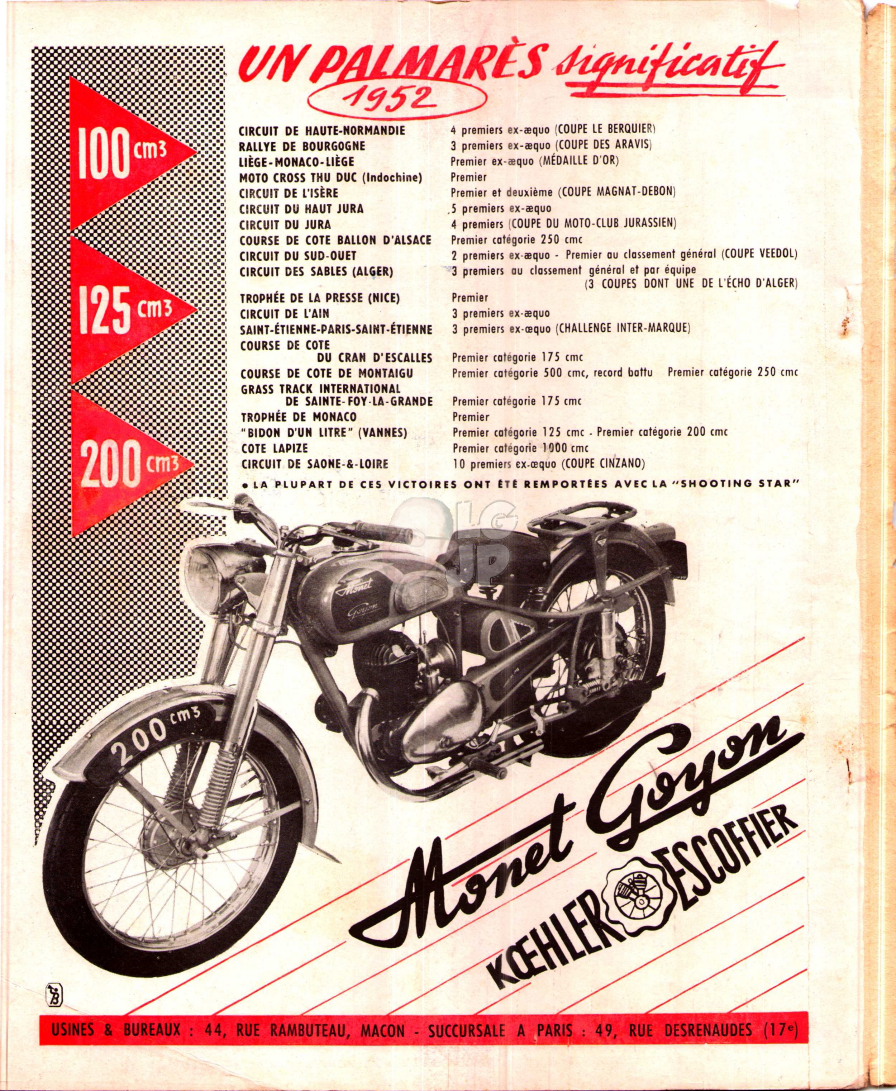 UN PALMARÈS significatif
1952
100 cm3
125 cm3
200 cm3
CIRCUIT DE HAUTE-NORMANDIE 4 premiers ex-æquo (COUPE LE BERQUIER)
RALLYE DE BOURGOGNE 3 premiers ex-æquo (COUPE DES ARAVIS)
LIÈGE-MONACO-LIÈGE Premier ex-æquo (MÉDAILLE D'OR)
MOTO CROSS THU DUC (Indochine) Premier
CIRCUIT DE L'ISÈRE Premier et deuxième (COUPE MAGNAT-DEBON)
CIRCUIT DU HAUT JURA 5 premiers ex-æquo
CIRCUIT DU JURA 4 premiers (COUPE DU MOTO-CLUB JURASSIEN)
COURSE DE COTE BALLON D'ALSACE Premier catégorie 250 cmc
CIRCUIT DU SUD-OUET 2 premiers ex-æquo - Premier au classement général (COUPE VEEDOL)
CIRCUIT DES SABLES (ALGER) 3 premiers au classement général et par équipe
(3 COUPES DONT UNE DE L'ÉCHO D'ALGER)
TROPHÉE DE LA PRESSE (NICE) Premier
CIRCUIT DE L'AIN 3 premiers ex-æquo
SAINT-ÉTIENNE-PARIS-SAINT-ÉTIENNE 3 premiers ex-œquo (CHALLENGE INTER-MARQUE)
COURSE DE COTE
DU CRAN D'ESCALLES Premier catégorie 175 cmc
COURSE DE COTE DE MONTAIGU Premier catégorie 500 cmc, record battu Premier catégorie 250 cmc
GRASS TRACK INTERNATIONAL
DE SAINTE-FOY-LA-GRANDE Premier catégorie 175 cmc
TROPHÉE DE MONACO Premier
"BIDON D'UN LITRE" (VANNES) Premier catégorie 125 cmc - Premier catégorie 200 cmc
COTE LAPIZE Premier catégorie 1000 cmc
CIRCUIT DE SAONE-&-LOIRE 10 premiers ex-æquo (COUPE CINZANO)
• LA PLUPART DE CES VICTOIRES ONT ÉTÉ REMPORTÉES AVEC LA "SHOOTING STAR"
LG
JP
Monet
Goyon
200 cm3
Monet Goyon
KŒHLER ESCOFFIER
USINES & BUREAUX : 44, RUE RAMBUTEAU, MACON - SUCCURSALE A PARIS : 49, RUE DESRENAUDES (17e)